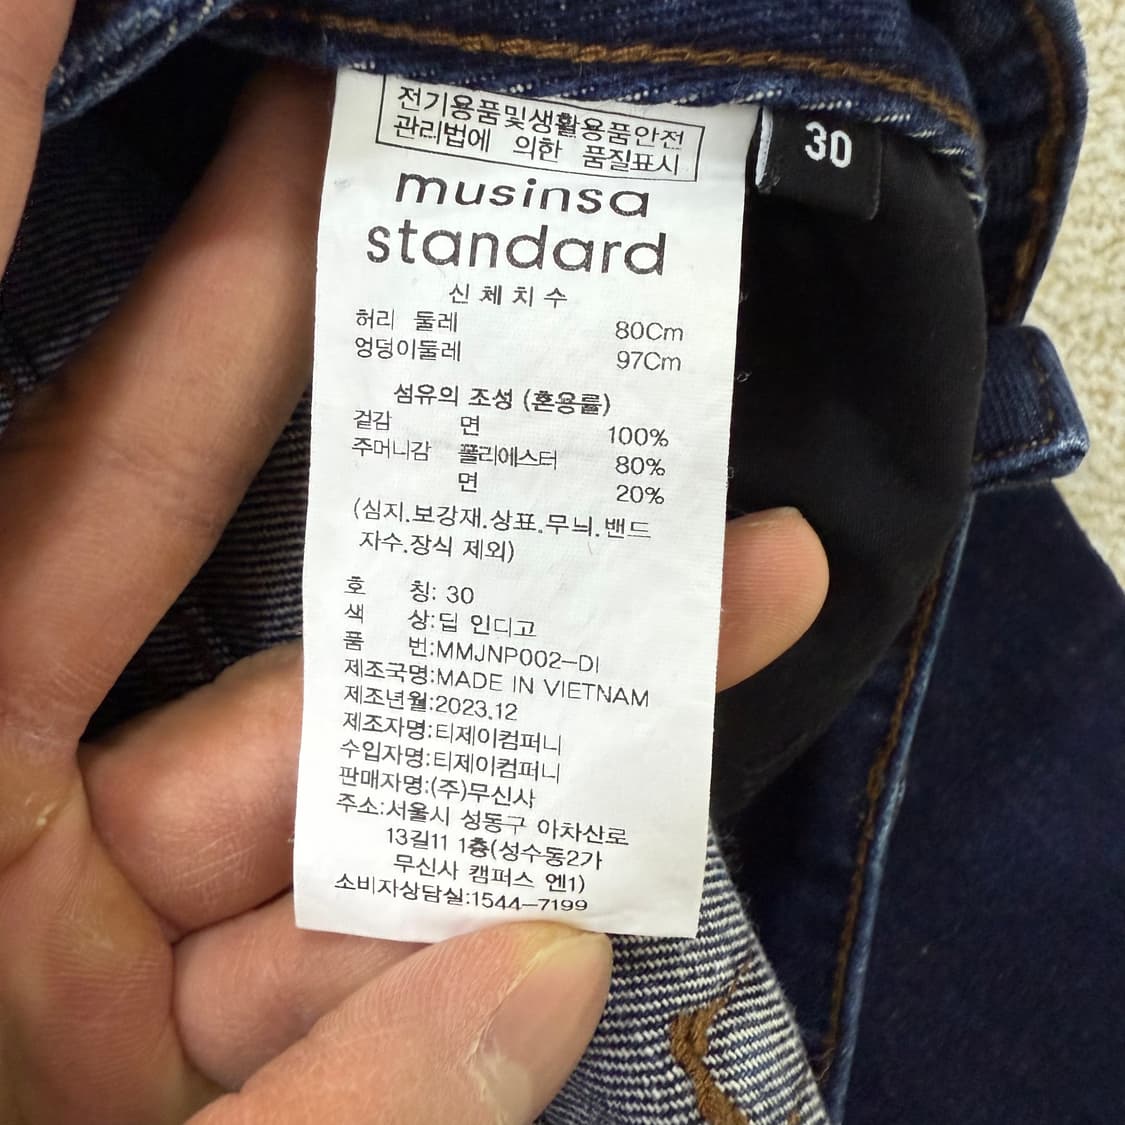 전기용품및생활용품안전
관리법에 의한 품질표시
30
musinsa
standard
신체치수
허리 둘레 80Cm
엉덩이둘레 97Cm
섬유의 조성 (혼용률)
겉감 면 100%
주머니감 폴리에스터 80%
면 20%
(심지.보강재.상표.무늬.밴드
자수.장식 제외)
호 칭: 30
색 상:딥 인디고
품 번:MMJNP002-DI
제조국명:MADE IN VIETNAM
제조년월:2023.12
제조자명:티제이컴퍼니
수입자명:티제이컴퍼니
판매자명:(주)무신사
주소:서울시 성동구 아차산로
13길11 1층(성수동2가
무신사 캠퍼스 엔1)
소비자상담실:1544-7199